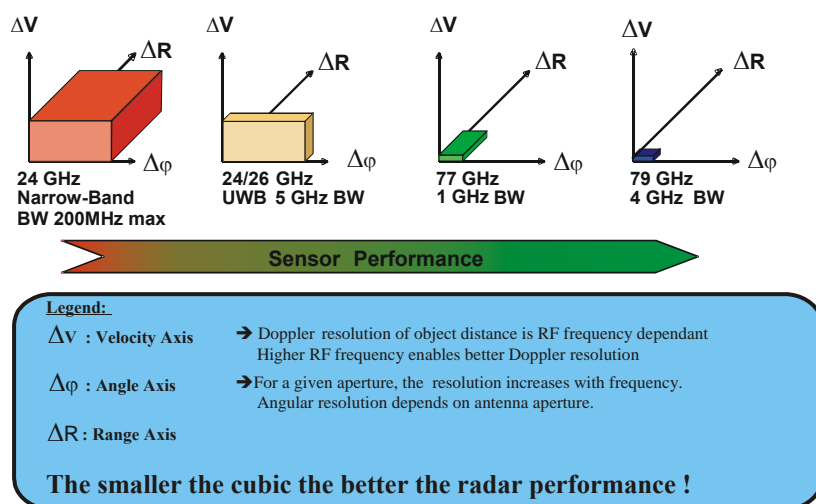 ΔV
ΔR
Δφ
24 GHz
Narrow-Band
BW 200MHz max
ΔV
ΔR
Δφ
24/26 GHz
UWB 5 GHz BW
ΔV
ΔR
Δφ
77 GHz
1 GHz BW
ΔV
ΔR
Δφ
79 GHz
4 GHz BW
Sensor Performance
Legend:
ΔV : Velocity Axis ➔ Doppler resolution of object distance is RF frequency dependant
Higher RF frequency enables better Doppler resolution
Δφ : Angle Axis ➔For a given aperture, the resolution increases with frequency.
Angular resolution depends on antenna aperture.
ΔR : Range Axis
The smaller the cubic the better the radar performance !